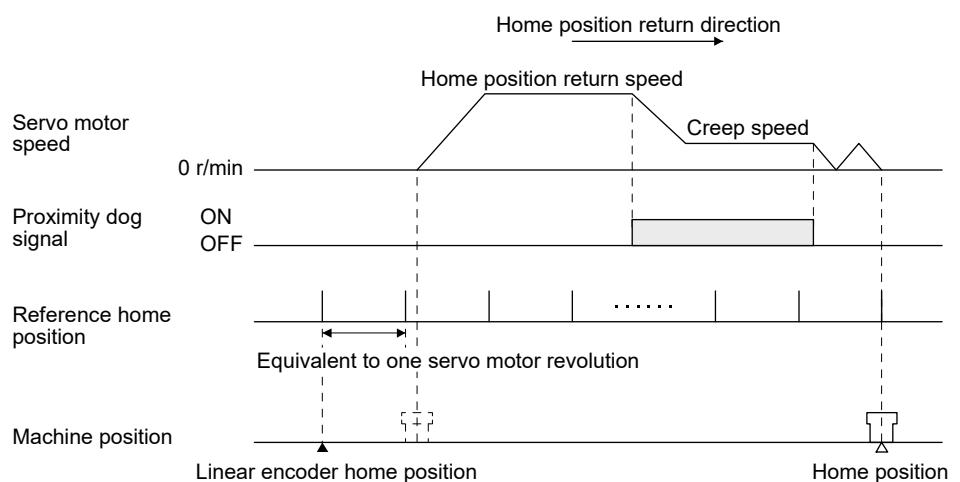 Home position return direction
Home position return speed
Servo motor
speed
Creep speed
0 r/min
Proximity dog
signal
ON
OFF
Reference home
position
Equivalent to one servo motor revolution
Machine position
Linear encoder home position
Home position